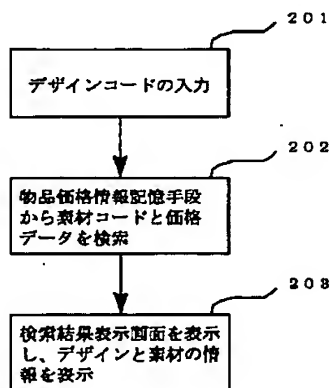 201
デザインコードの入力
202
物品価格情報記憶手段
から素材コードと価格
データを検索
203
検索結果表示画面を表示
し、デザインと素材の情
報を表示